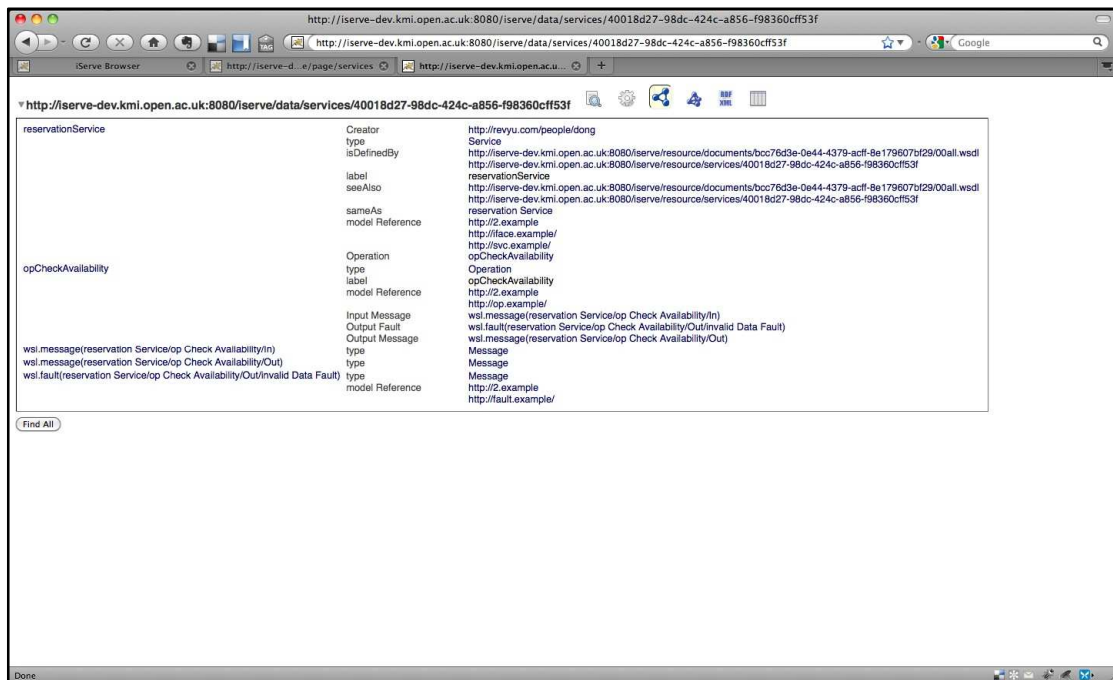 http://iserve-dev.kmi.open.ac.uk:8080/iserve/data/services/40018d27-98dc-424c-a856-f98360cff53f
TAG http://iserve-dev.kmi.open.ac.uk:8080/iserve/data/services/40018d27-98dc-424c-a856-f98360cff53f Google
iServe Browser http://iserve-d...e/page/services http://iserve-dev.kmi.open.ac.u... +
http://iserve-dev.kmi.open.ac.uk:8080/iserve/data/services/40018d27-98dc-424c-a856-f98360cff53f RDF XML
reservationService Creator http://revyu.com/people/dong
type Service
isDefinedBy http://iserve-dev.kmi.open.ac.uk:8080/iserve/resource/documents/bcc76d3e-0e44-4379-acff-8e179607bf29/00all.wsdl
http://iserve-dev.kmi.open.ac.uk:8080/iserve/resource/services/40018d27-98dc-424c-a856-f98360cff53f
label reservationService
seeAlso http://iserve-dev.kmi.open.ac.uk:8080/iserve/resource/documents/bcc76d3e-0e44-4379-acff-8e179607bf29/00all.wsdl
http://iserve-dev.kmi.open.ac.uk:8080/iserve/resource/services/40018d27-98dc-424c-a856-f98360cff53f
sameAs reservation Service
model Reference http://2.example
http://iface.example/
http://svc.example/
Operation opCheckAvailability
opCheckAvailability type Operation
label opCheckAvailability
model Reference http://2.example
http://op.example/
Input Message wsl.message(reservation Service/op Check Availability/In)
Output Fault wsl.fault(reservation Service/op Check Availability/Out/invalid Data Fault)
Output Message wsl.message(reservation Service/op Check Availability/Out)
wsl.message(reservation Service/op Check Availability/In) type Message
wsl.message(reservation Service/op Check Availability/Out) type Message
wsl.fault(reservation Service/op Check Availability/Out/invalid Data Fault) type Message
model Reference http://2.example
http://fault.example/
Find All
Done